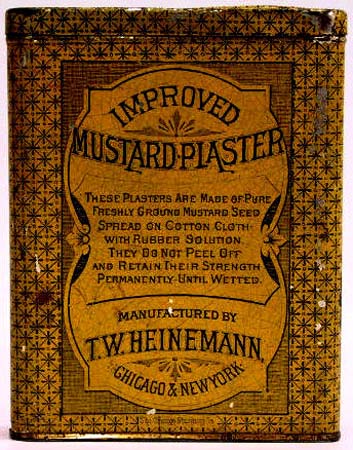 IMPROVED
MUSTARD·PLASTER
THESE PLASTERS ARE MADE OF PURE
FRESHLY GROUND MUSTARD SEED
SPREAD ON COTTON CLOTH
WITH RUBBER SOLUTION.
THEY DO NOT PEEL OFF
AND RETAIN THEIR STRENGTH
PERMANENTLY UNTIL WETTED.
MANUFACTURED BY
T.W. HEINEMANN,
CHICAGO & NEW YORK.